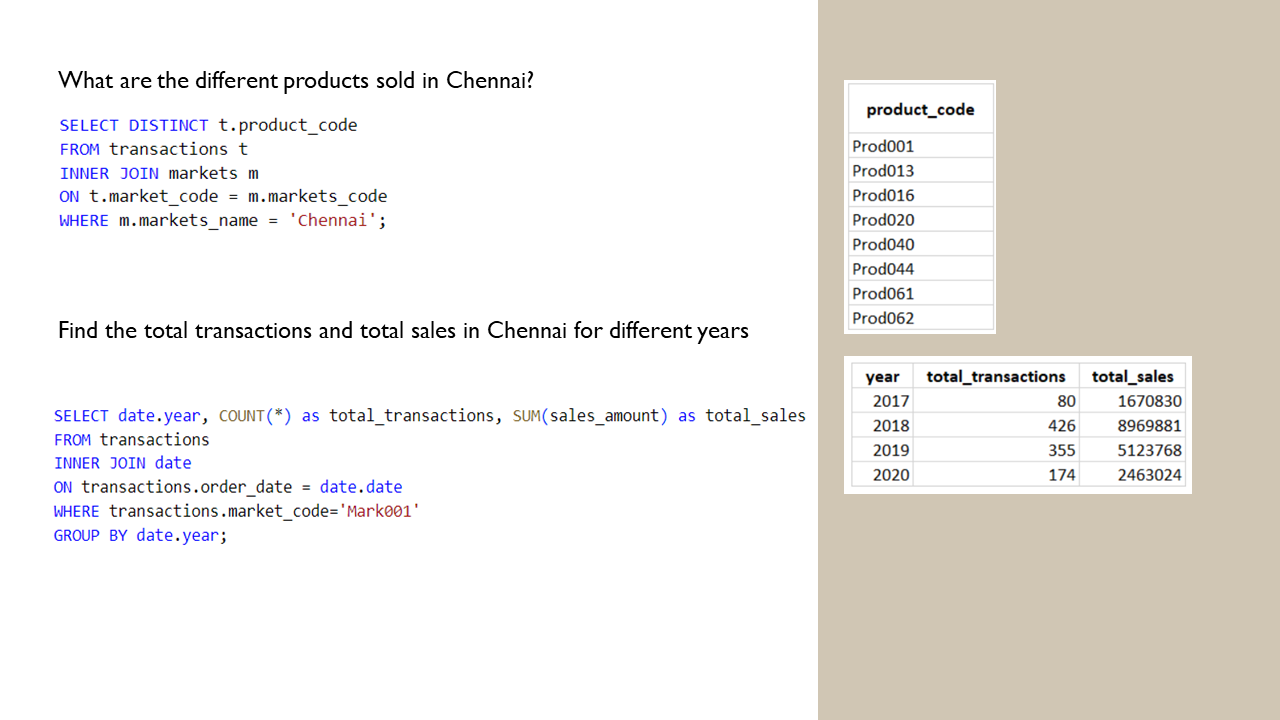 What are the different products sold in Chennai?
SELECT DISTINCT t.product_code
FROM transactions t
INNER JOIN markets m
ON t.market_code = m.markets_code
WHERE m.markets_name = 'Chennai';
Find the total transactions and total sales in Chennai for different years
SELECT date.year, COUNT(*) as total_transactions, SUM(sales_amount) as total_sales
FROM transactions
INNER JOIN date
ON transactions.order_date = date.date
WHERE transactions.market_code='Mark001'
GROUP BY date.year;
product_code
Prod001
Prod013
Prod016
Prod020
Prod040
Prod044
Prod061
Prod062
year total_transactions total_sales
2017 80 1670830
2018 426 8969881
2019 355 5123768
2020 174 2463024